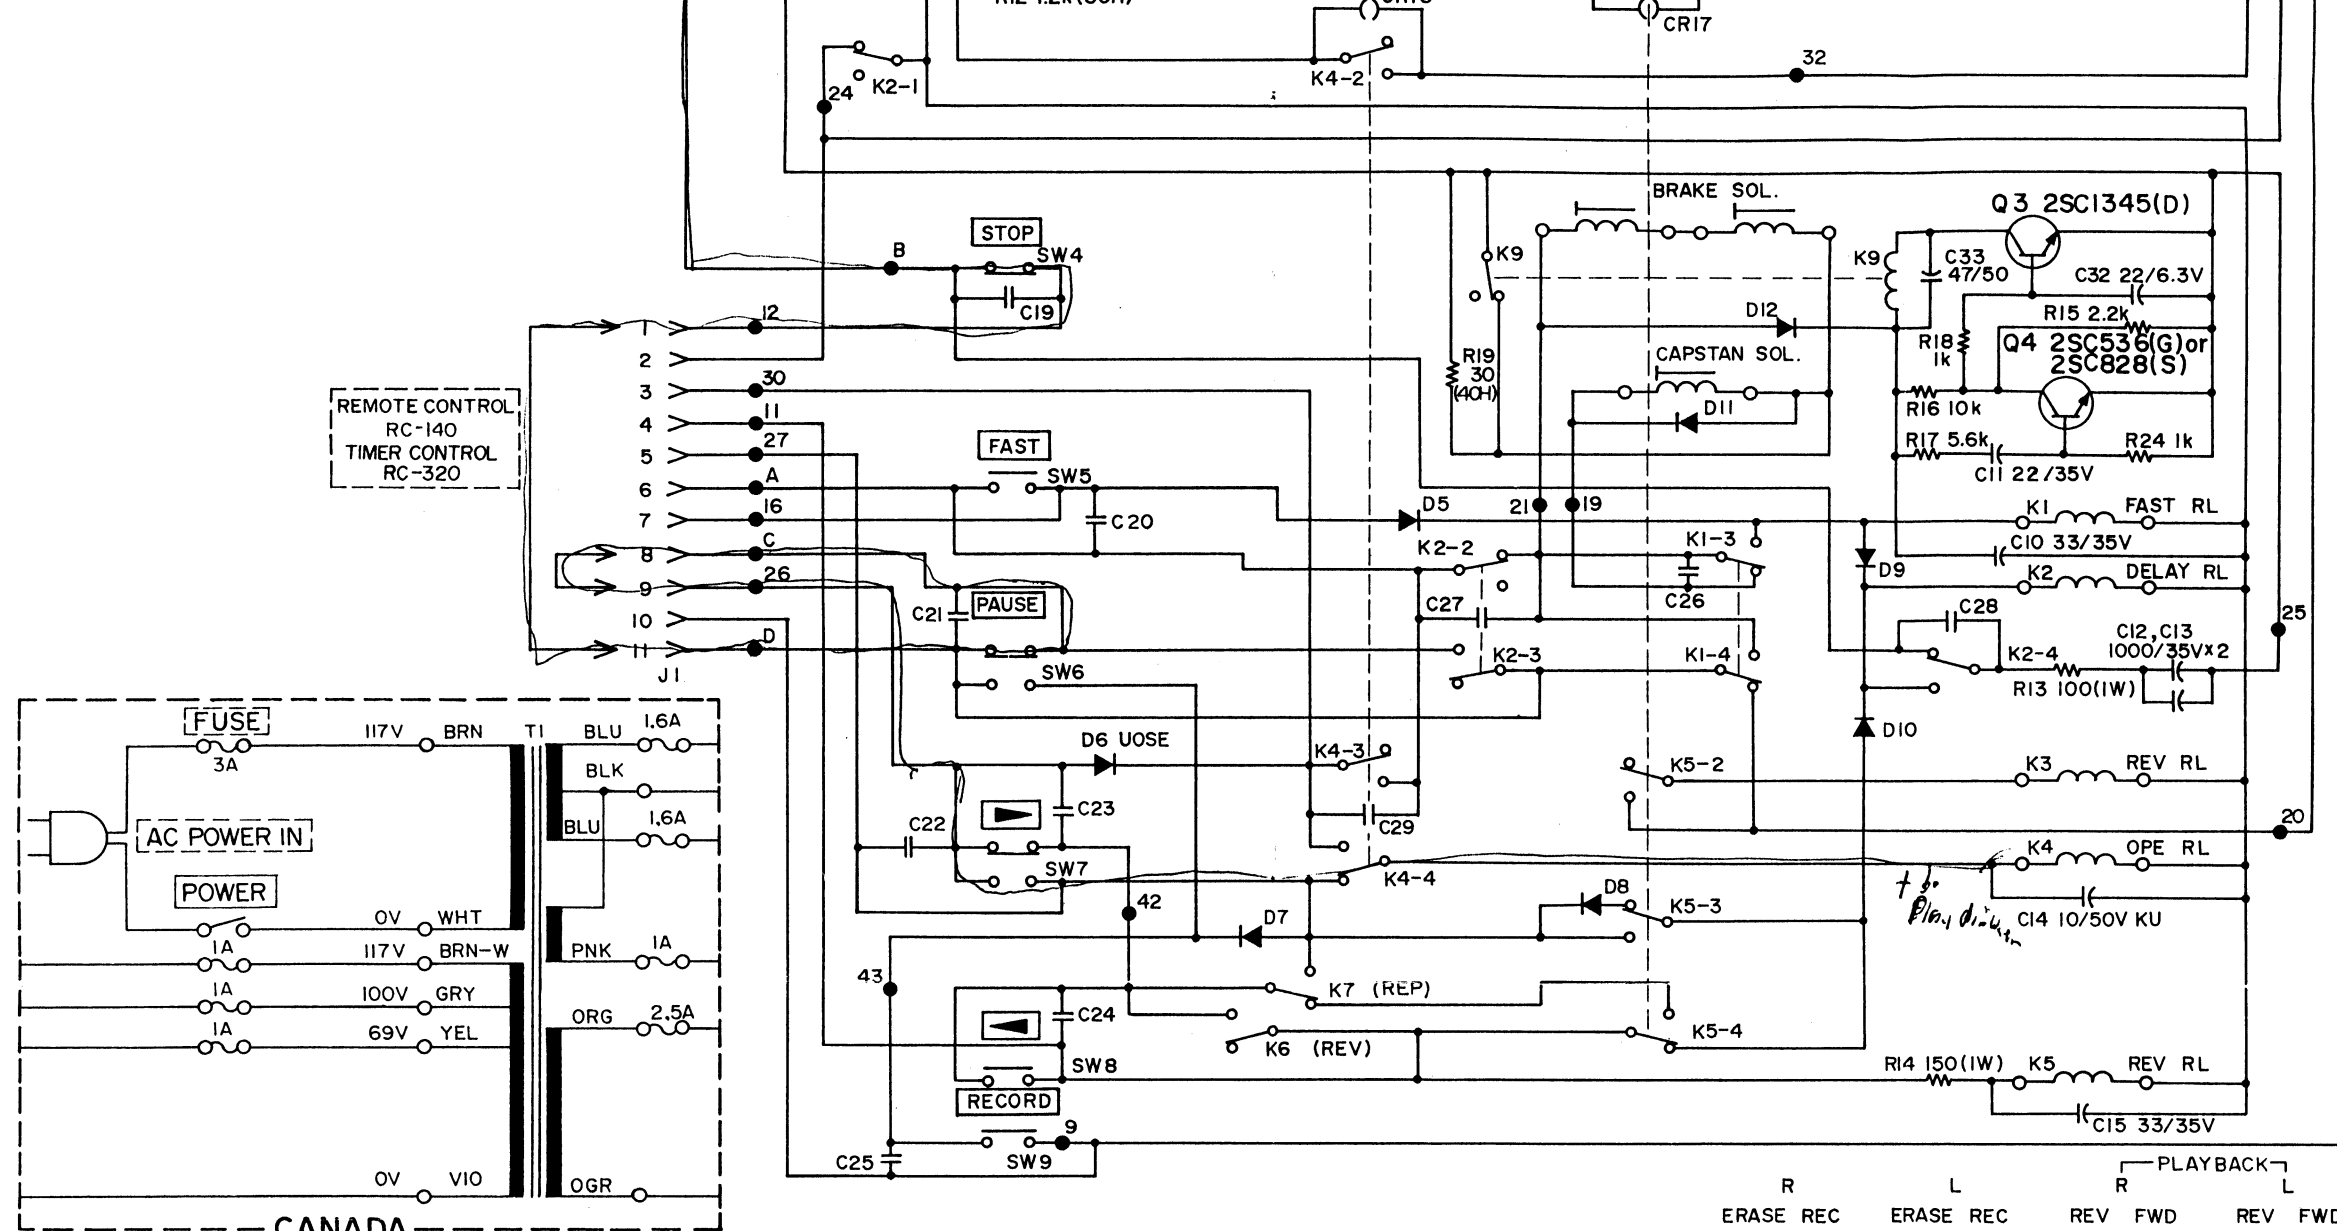 CR17
K4-2
32
K2-1
24
BRAKE SOL.
Q3 2SC1345(D)
STOP
B
SW4
K9
K9
C33
47/50
C32 22/6.3V
C19
12
1
D12
R15 2.2k
R18
1k
Q4 2SC536(G)or
2SC828(S)
2
R19
30
(40H)
CAPSTAN SOL.
30
3
REMOTE CONTROL
RC-140
TIMER CONTROL
RC-320
11
4
D11
R16 10k
27
5
FAST
R17 5.6k
R24 1k
C11 22/35V
A
6
SW5
16
7
C20
D5
21
19
K1
FAST RL
C
8
K2-2
K1-3
C10 33/35V
26
9
D9
K2
DELAY RL
PAUSE
C21
C27
C26
C28
25
10
D
11
J1
SW6
K2-3
K1-4
K2-4
C12,C13
1000/35V×2
R13 100(1W)
FUSE
3A
117V
BRN
T1
BLU
1.6A
D6 UOSE
K4-3
D10
BLK
K5-2
K3
REV RL
AC POWER IN
BLU
1.6A
C22
C23
C29
20
SW7
K4-4
K4
OPE RL
POWER
0V
WHT
42
D7
D8
K5-3
C14 10/50V KU
1A
117V
BRN-W
PNK
1A
43
1A
100V
GRY
K7 (REP)
1A
69V
YEL
ORG
2.5A
C24
K6 (REV)
K5-4
SW8
R14 150(1W)
K5
REV RL
RECORD
9
C15 33/35V
C25
SW9
0V
VIO
OGR
PLAYBACK
R
L
R
L
CANADA
ERASE REC
ERASE REC
REV FWD
REV FWD